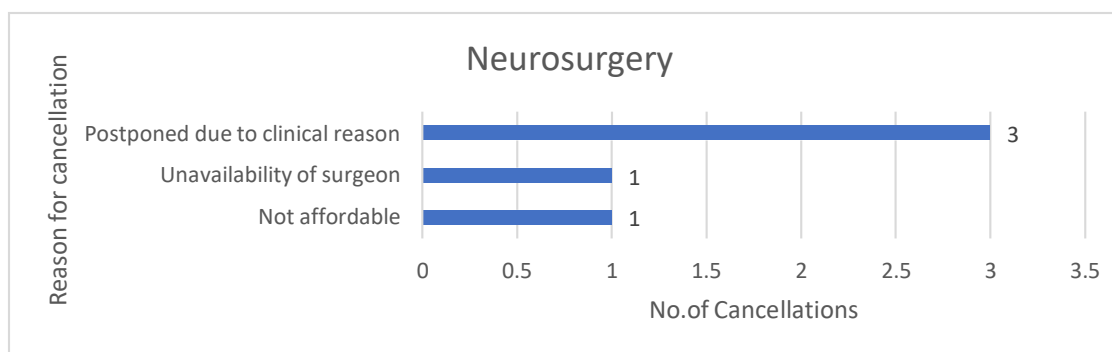 Neurosurgery
Reason for cancellation
Postponed due to clinical reason 3
Unavailability of surgeon 1
Not affordable 1
0 0.5 1 1.5 2 2.5 3 3.5
No.of Cancellations